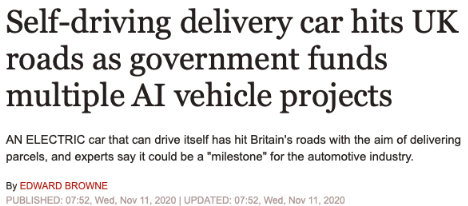 Self-driving delivery car hits UK
roads as government funds
multiple AI vehicle projects
AN ELECTRIC car that can drive itself has hit Britain's roads with the aim of delivering
parcels, and experts say it could be a "milestone" for the automotive industry.
By EDWARD BROWNE
PUBLISHED: 07:52, Wed, Nov 11, 2020 | UPDATED: 07:52, Wed, Nov 11, 2020